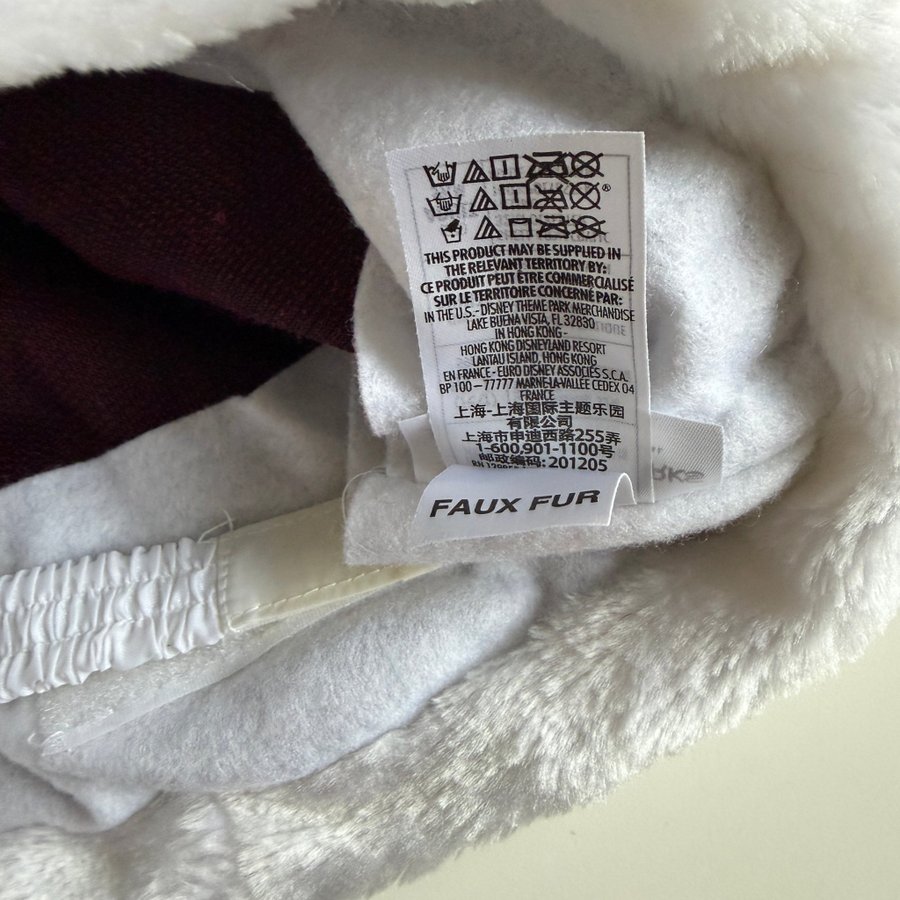 THIS PRODUCT MAY BE SUPPLIED IN
THE RELEVANT TERRITORY BY:
CE PRODUIT PEUT ÊTRE COMMERCIALISÉ
SUR LE TERRITOIRE CONCERNÉ PAR:
IN THE U.S. - DISNEY THEME PARK MERCHANDISE
LAKE BUENA VISTA, FL 32830
IN HONG KONG -
HONG KONG DISNEYLAND RESORT
LANTAU ISLAND, HONG KONG
EN FRANCE - EURO DISNEY ASSOCIÉS S.C.A.
BP 100 - 77777 MARNE-LA-VALLÉE CEDEX 04
FRANCE
上海-上海国际主题乐园
有限公司
上海市申迪西路255弄
1-600,901-1100号
邮政编码: 201205
FAUX FUR